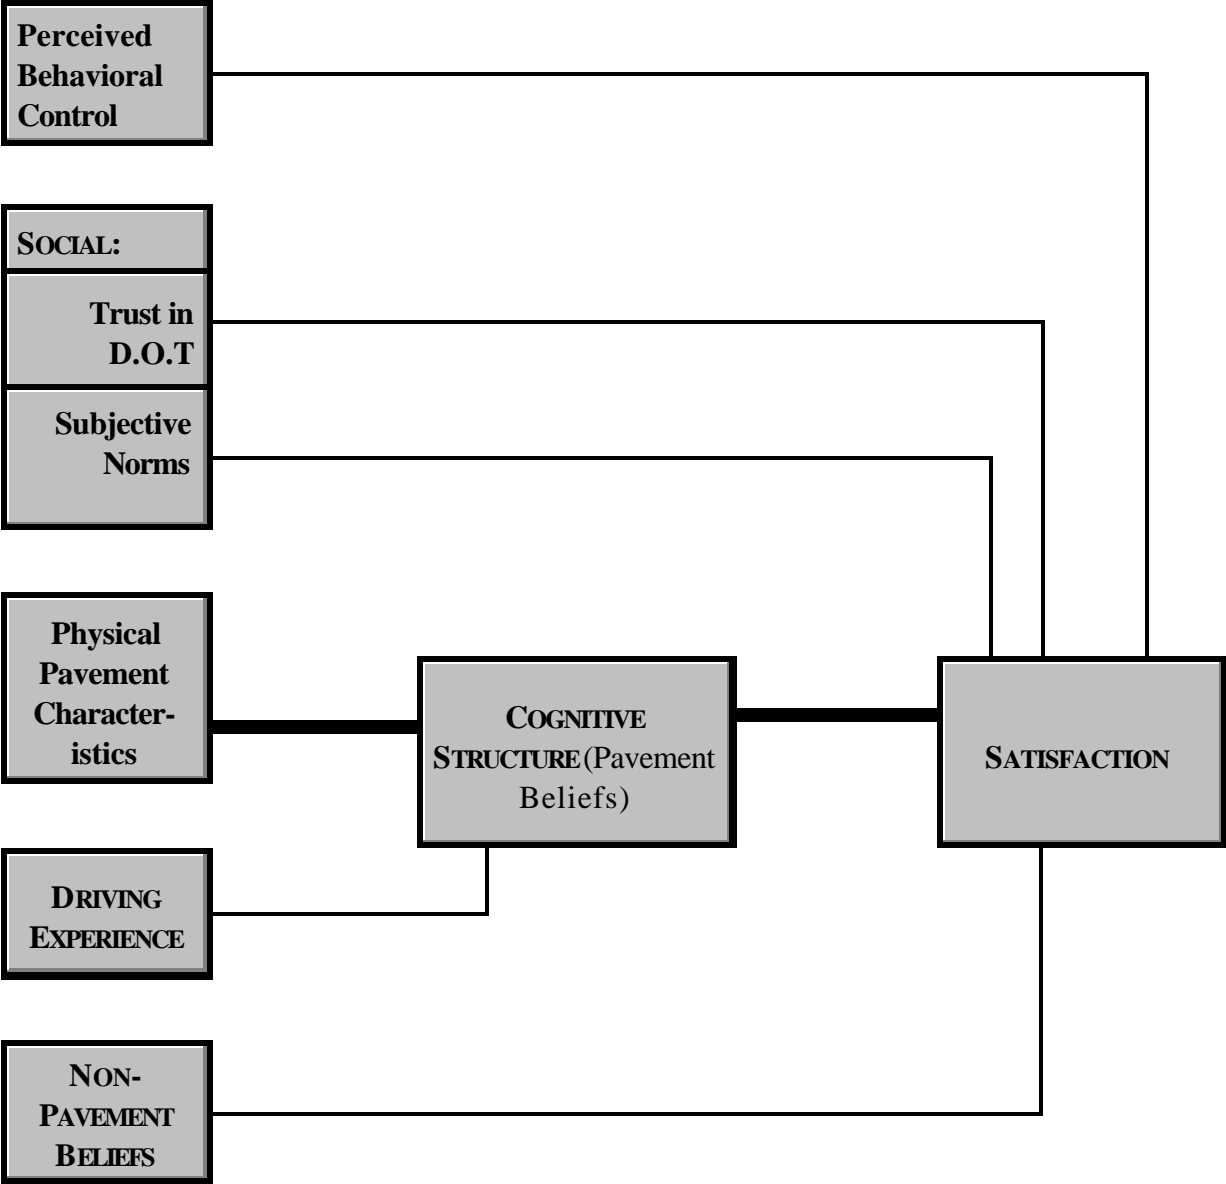 Perceived
Behavioral
Control
SOCIAL:
Trust in
D.O.T
Subjective
Norms
Physical
Pavement
Character-
istics
COGNITIVE
STRUCTURE (Pavement
Beliefs)
SATISFACTION
DRIVING
EXPERIENCE
NON-
PAVEMENT
BELIEFS